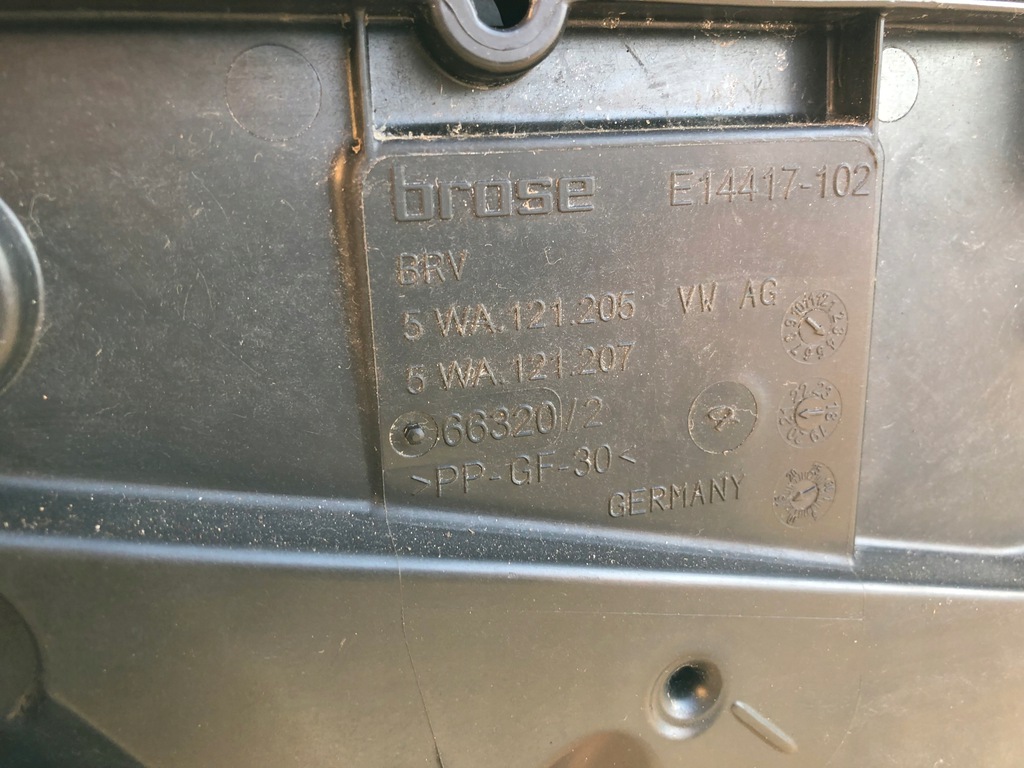 brose E14417-102
BRV
5 WA.121.205 VW AG
5 WA.121.207
66320/2
>PP-GF-30<
GERMANY